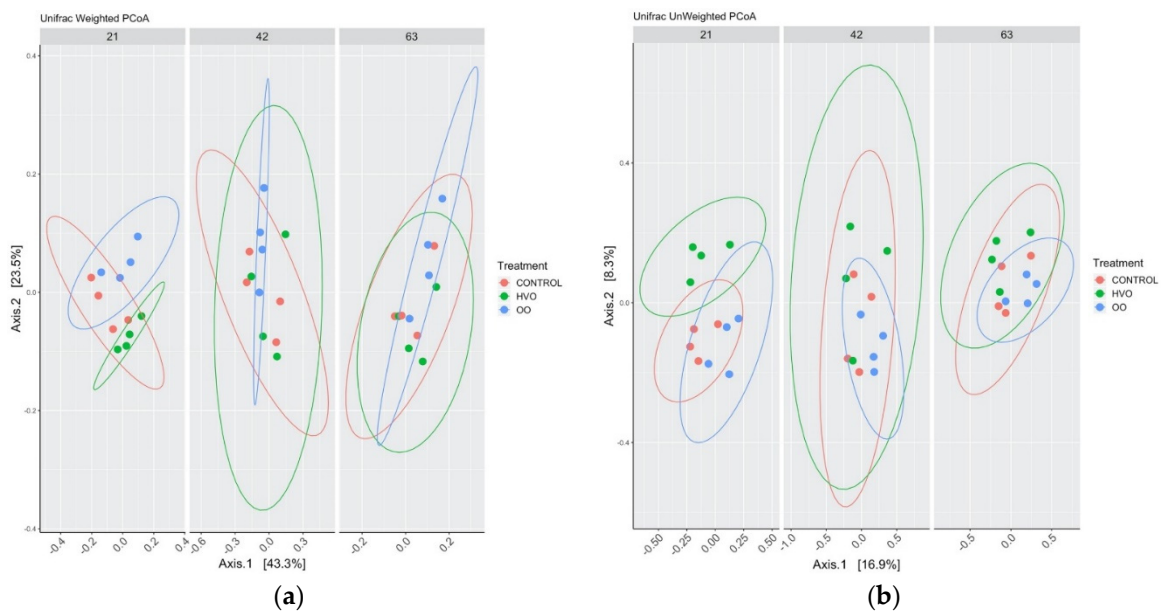 Unifrac Weighted PCoA
21 42 63
0.4
0.2
0.0
-0.2
-0.4
Axis.2 [23.5%]
-0.4 -0.2 0.0 0.2 0.4 -0.6 -0.3 0.0 0.3 -0.2 0.0 0.2
Axis.1 [43.3%]
Treatment
CONTROL
HVO
OO
(a)
Unifrac UnWeighted PCoA
21 42 63
0.4
0.0
-0.4
Axis.2 [8.3%]
-0.50 -0.25 0.00 0.25 0.50 -1.0 -0.5 0.0 0.5 -0.5 0.0 0.5
Axis.1 [16.9%]
Treatment
CONTROL
HVO
OO
(b)